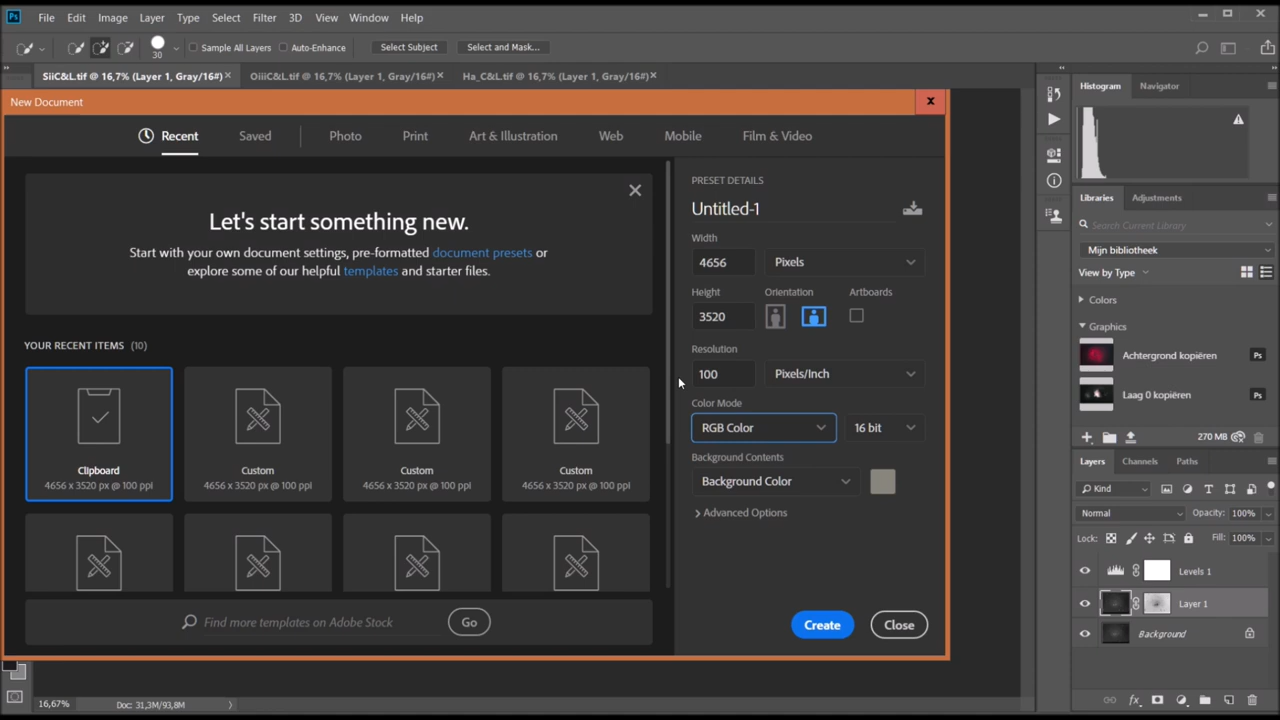 Ps File Edit Image Layer Type Select Filter 3D View Window Help
30 Sample All Layers Auto-Enhance Select Subject Select and Mask...
SiiC&L.tif @ 16,7% (Layer 1, Gray/16#) OiiiC&L.tif @ 16,7% (Layer 1, Gray/16#) Ha_C&L.tif @ 16,7% (Layer 1, Gray/16#)
New Document
Recent Saved Photo Print Art & Illustration Web Mobile Film & Video
Let's start something new.
Start with your own document settings, pre-formatted document presets or
explore some of our helpful templates and starter files.
YOUR RECENT ITEMS (10)
Clipboard
4656 x 3520 px @ 100 ppi
Custom
4656 x 3520 px @ 100 ppi
Custom
4656 x 3520 px @ 100 ppi
Custom
4656 x 3520 px @ 100 ppi
Find more templates on Adobe Stock Go
PRESET DETAILS
Untitled-1
Width
4656 Pixels
Height Orientation Artboards
3520
Resolution
100 Pixels/Inch
Color Mode
RGB Color 16 bit
Background Contents
Background Color
Advanced Options
Create Close
Histogram Navigator
Libraries Adjustments
Search Current Library
Mijn bibliotheek
View by Type
Colors
Graphics
Achtergrond kopiëren Ps
Laag 0 kopiëren Ps
270 MB
Layers Channels Paths
Kind
Normal Opacity: 100%
Lock: Fill: 100%
Levels 1
Layer 1
Background
16,67% Doc: 31,3M/93,8M